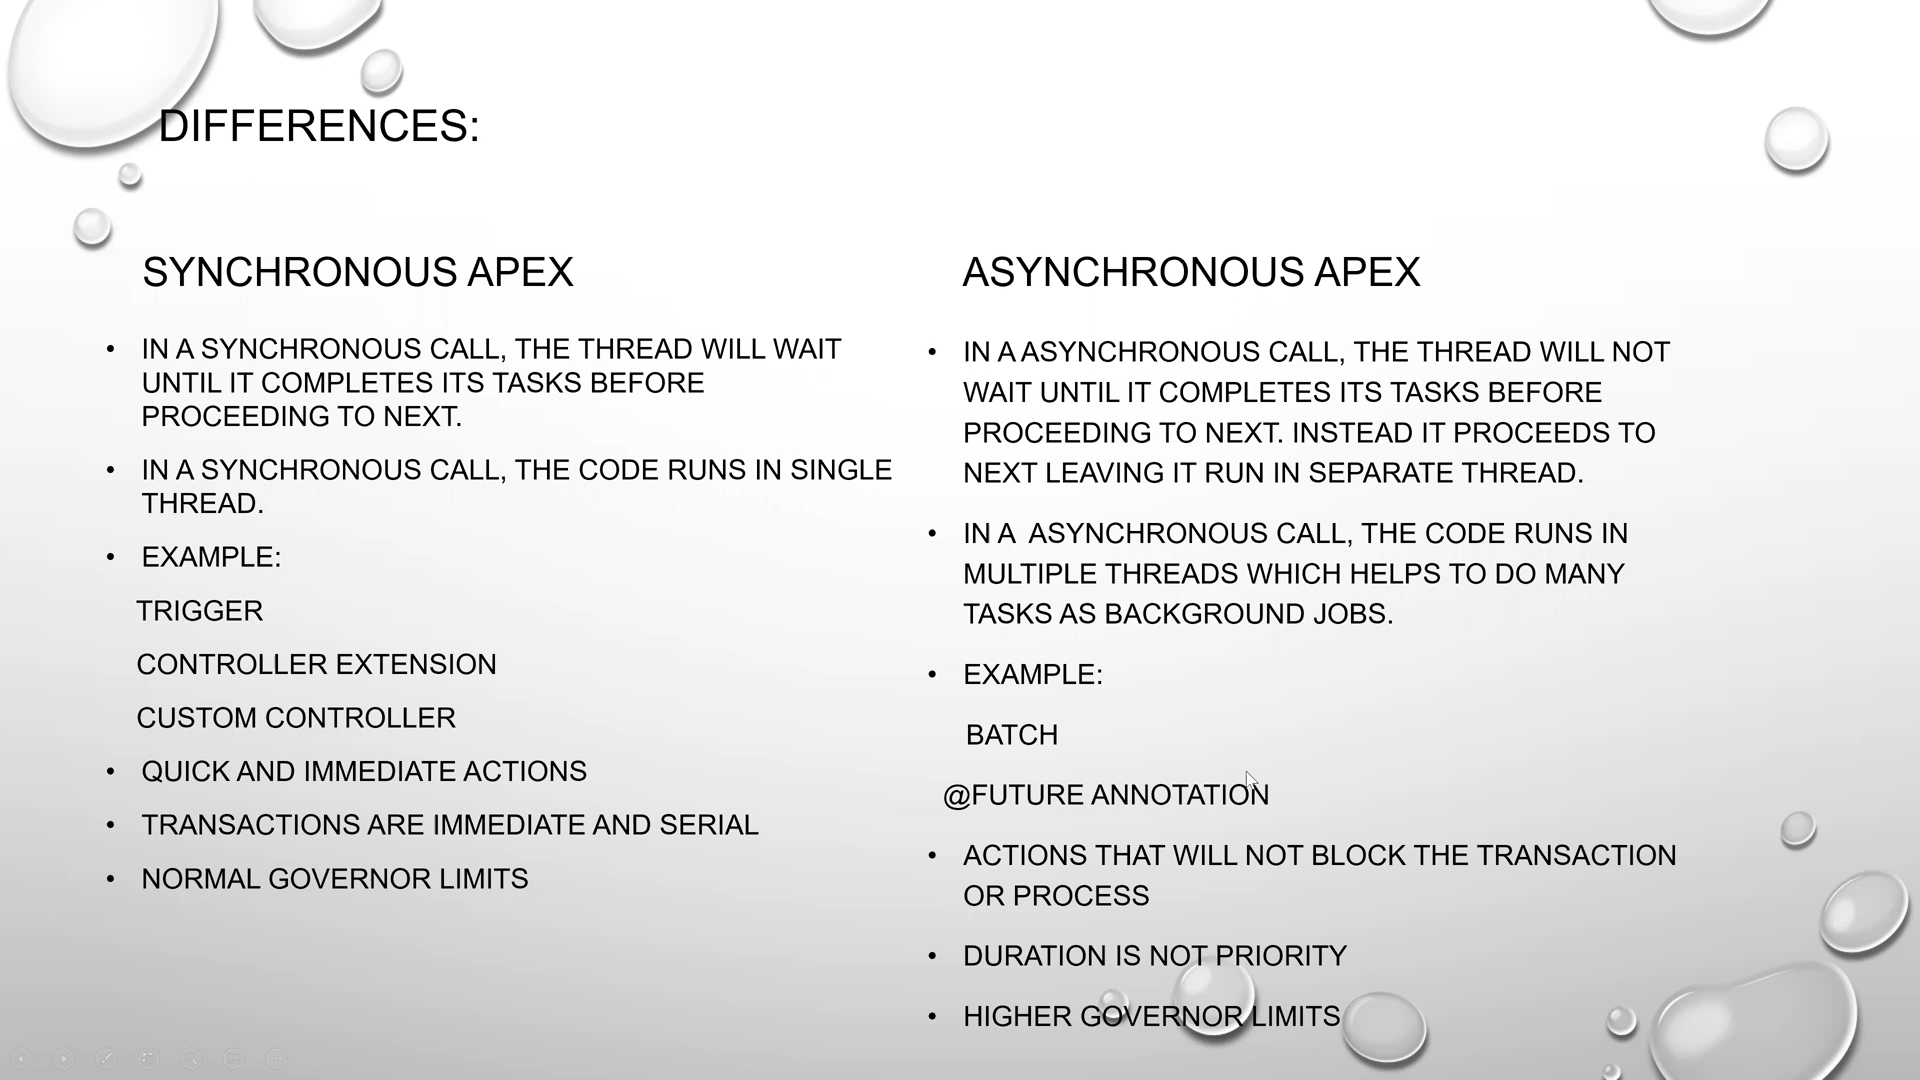 DIFFERENCES:
SYNCHRONOUS APEX
• IN A SYNCHRONOUS CALL, THE THREAD WILL WAIT
UNTIL IT COMPLETES ITS TASKS BEFORE
PROCEEDING TO NEXT.
• IN A SYNCHRONOUS CALL, THE CODE RUNS IN SINGLE
THREAD.
• EXAMPLE:
TRIGGER
CONTROLLER EXTENSION
CUSTOM CONTROLLER
• QUICK AND IMMEDIATE ACTIONS
• TRANSACTIONS ARE IMMEDIATE AND SERIAL
• NORMAL GOVERNOR LIMITS
ASYNCHRONOUS APEX
• IN A ASYNCHRONOUS CALL, THE THREAD WILL NOT
WAIT UNTIL IT COMPLETES ITS TASKS BEFORE
PROCEEDING TO NEXT. INSTEAD IT PROCEEDS TO
NEXT LEAVING IT RUN IN SEPARATE THREAD.
• IN A ASYNCHRONOUS CALL, THE CODE RUNS IN
MULTIPLE THREADS WHICH HELPS TO DO MANY
TASKS AS BACKGROUND JOBS.
• EXAMPLE:
BATCH
@FUTURE ANNOTATION
• ACTIONS THAT WILL NOT BLOCK THE TRANSACTION
OR PROCESS
• DURATION IS NOT PRIORITY
• HIGHER GOVERNOR LIMITS